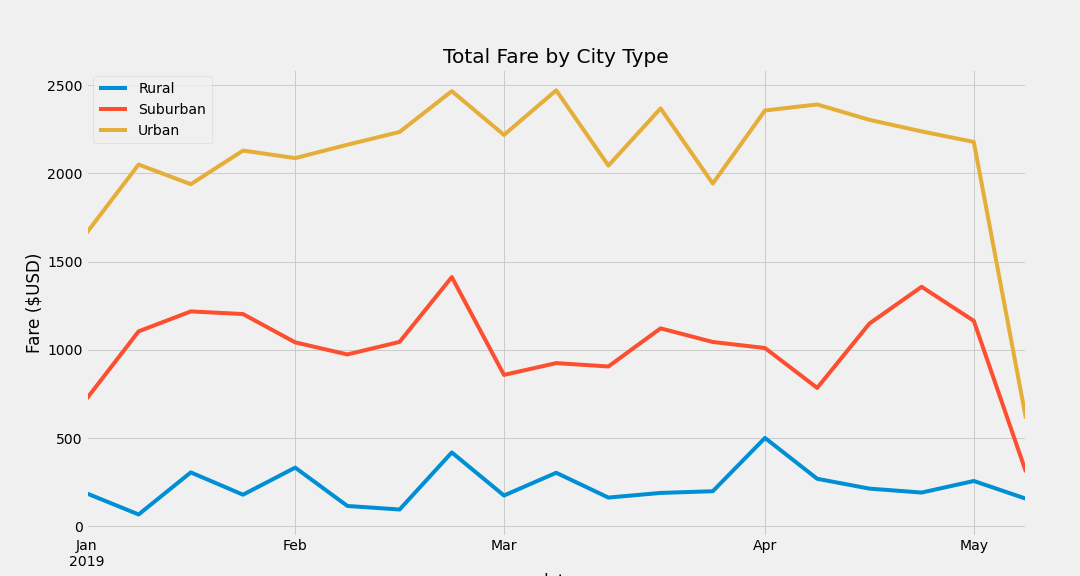 Total Fare by City Type
Rural
Suburban
Urban
Fare ($USD)
2500
2000
1500
1000
500
0
Jan Feb Mar Apr May
2019